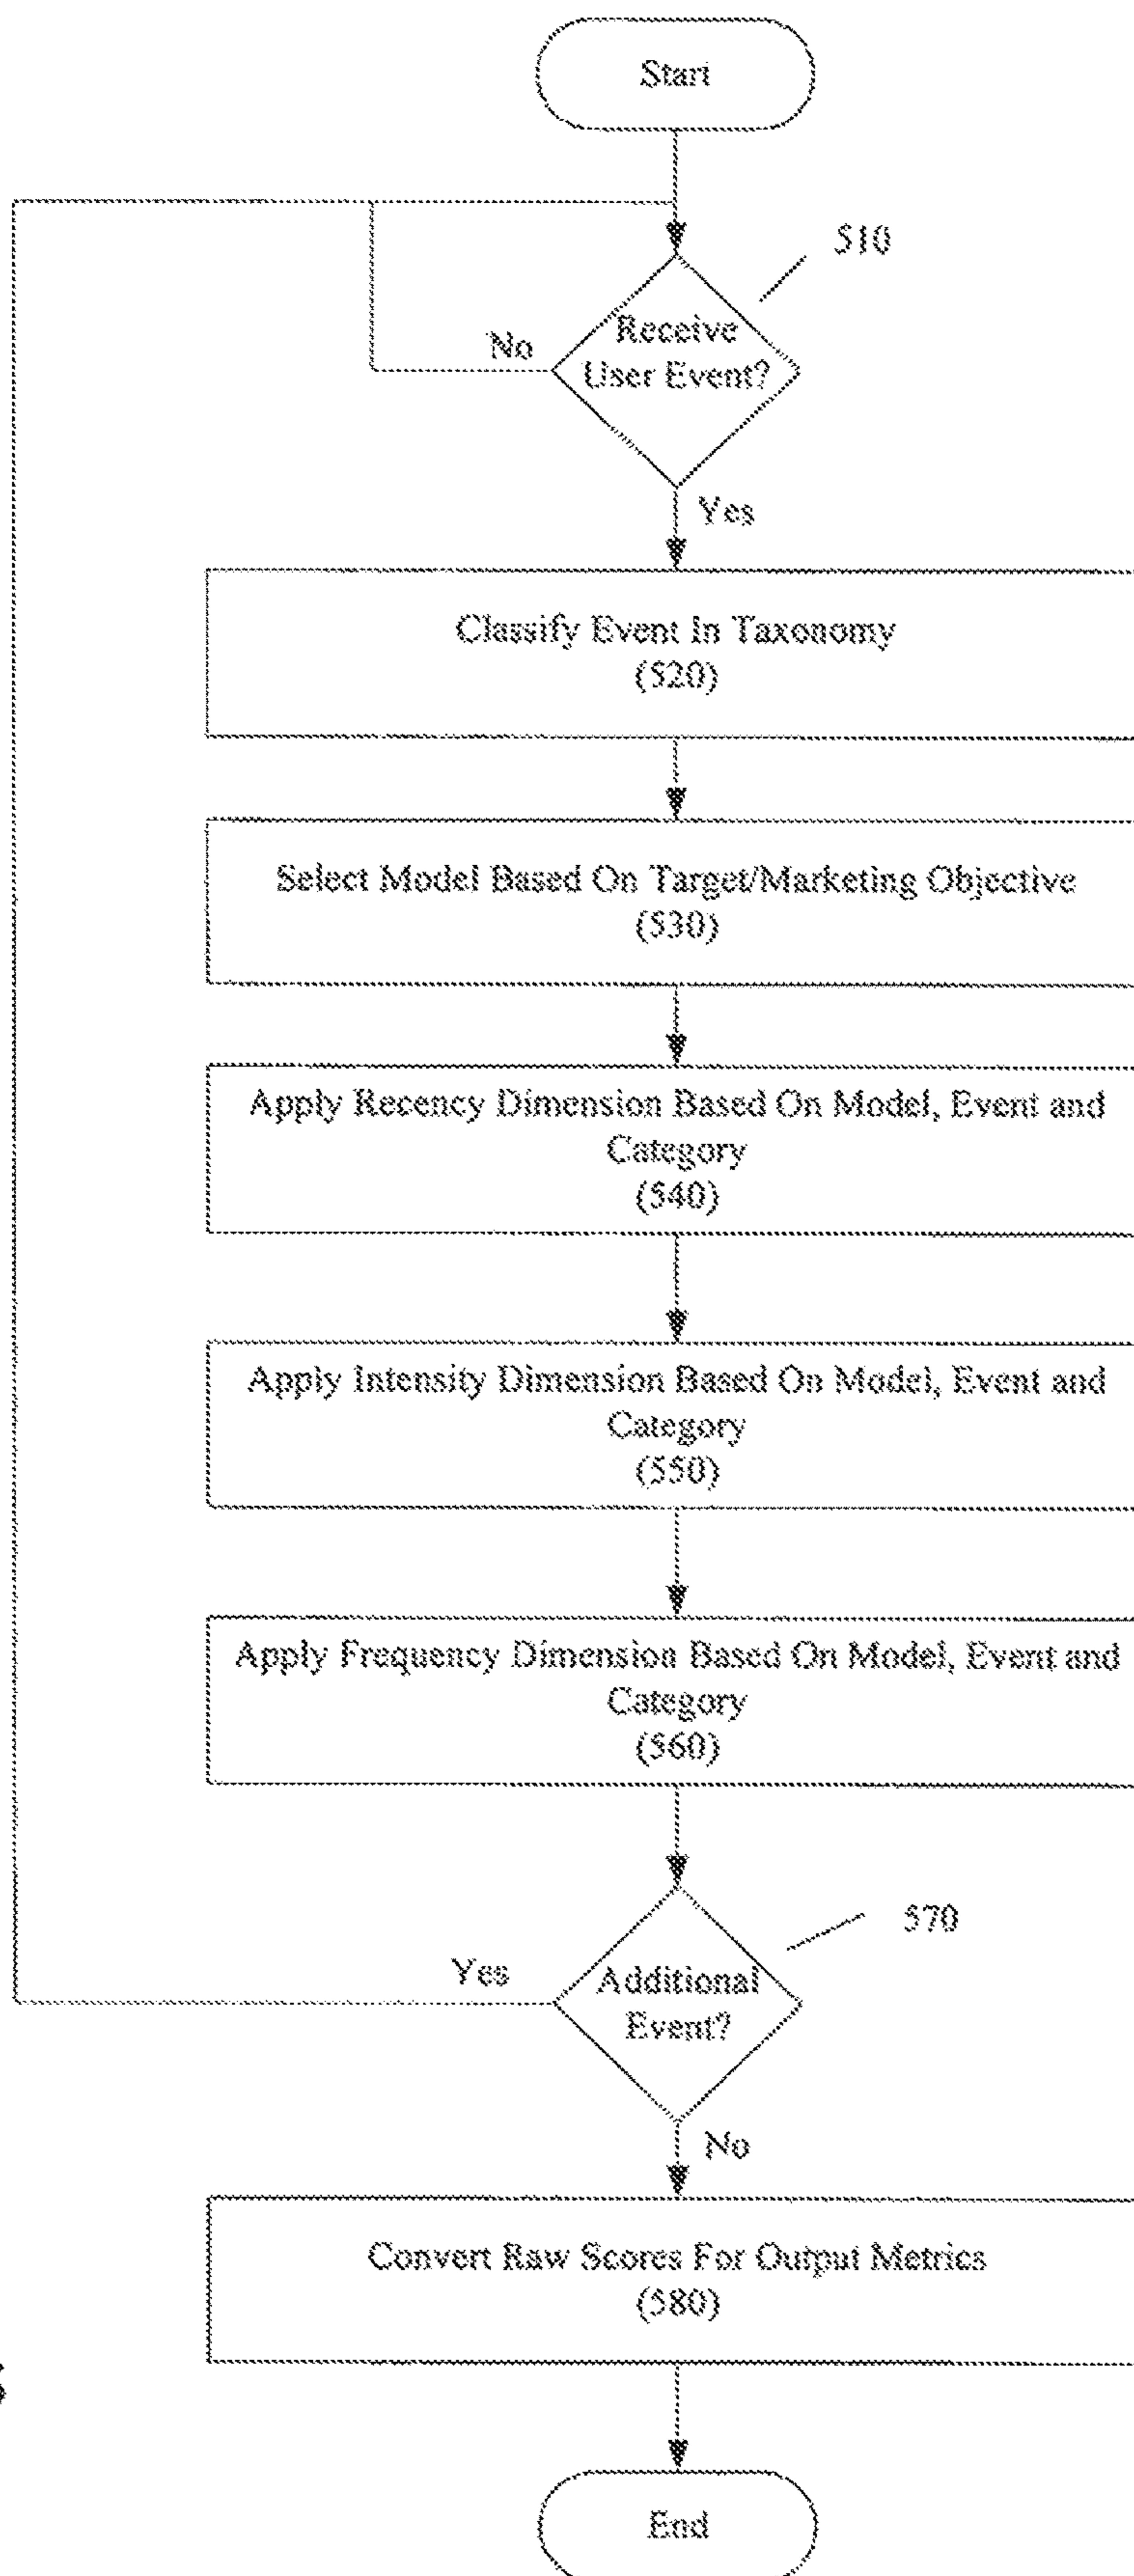 Start
510
Receive
User Event?
No
Yes
Classify Event In Taxonomy
(520)
Select Model Based On Target/Marketing Objective
(530)
Apply Recency Dimension Based On Model, Event and
Category
(540)
Apply Intensity Dimension Based On Model, Event and
Category
(550)
Apply Frequency Dimension Based On Model, Event and
Category
(560)
570
Yes
Additional
Event?
No
Convert Raw Scores For Output Metrics
(580)
End